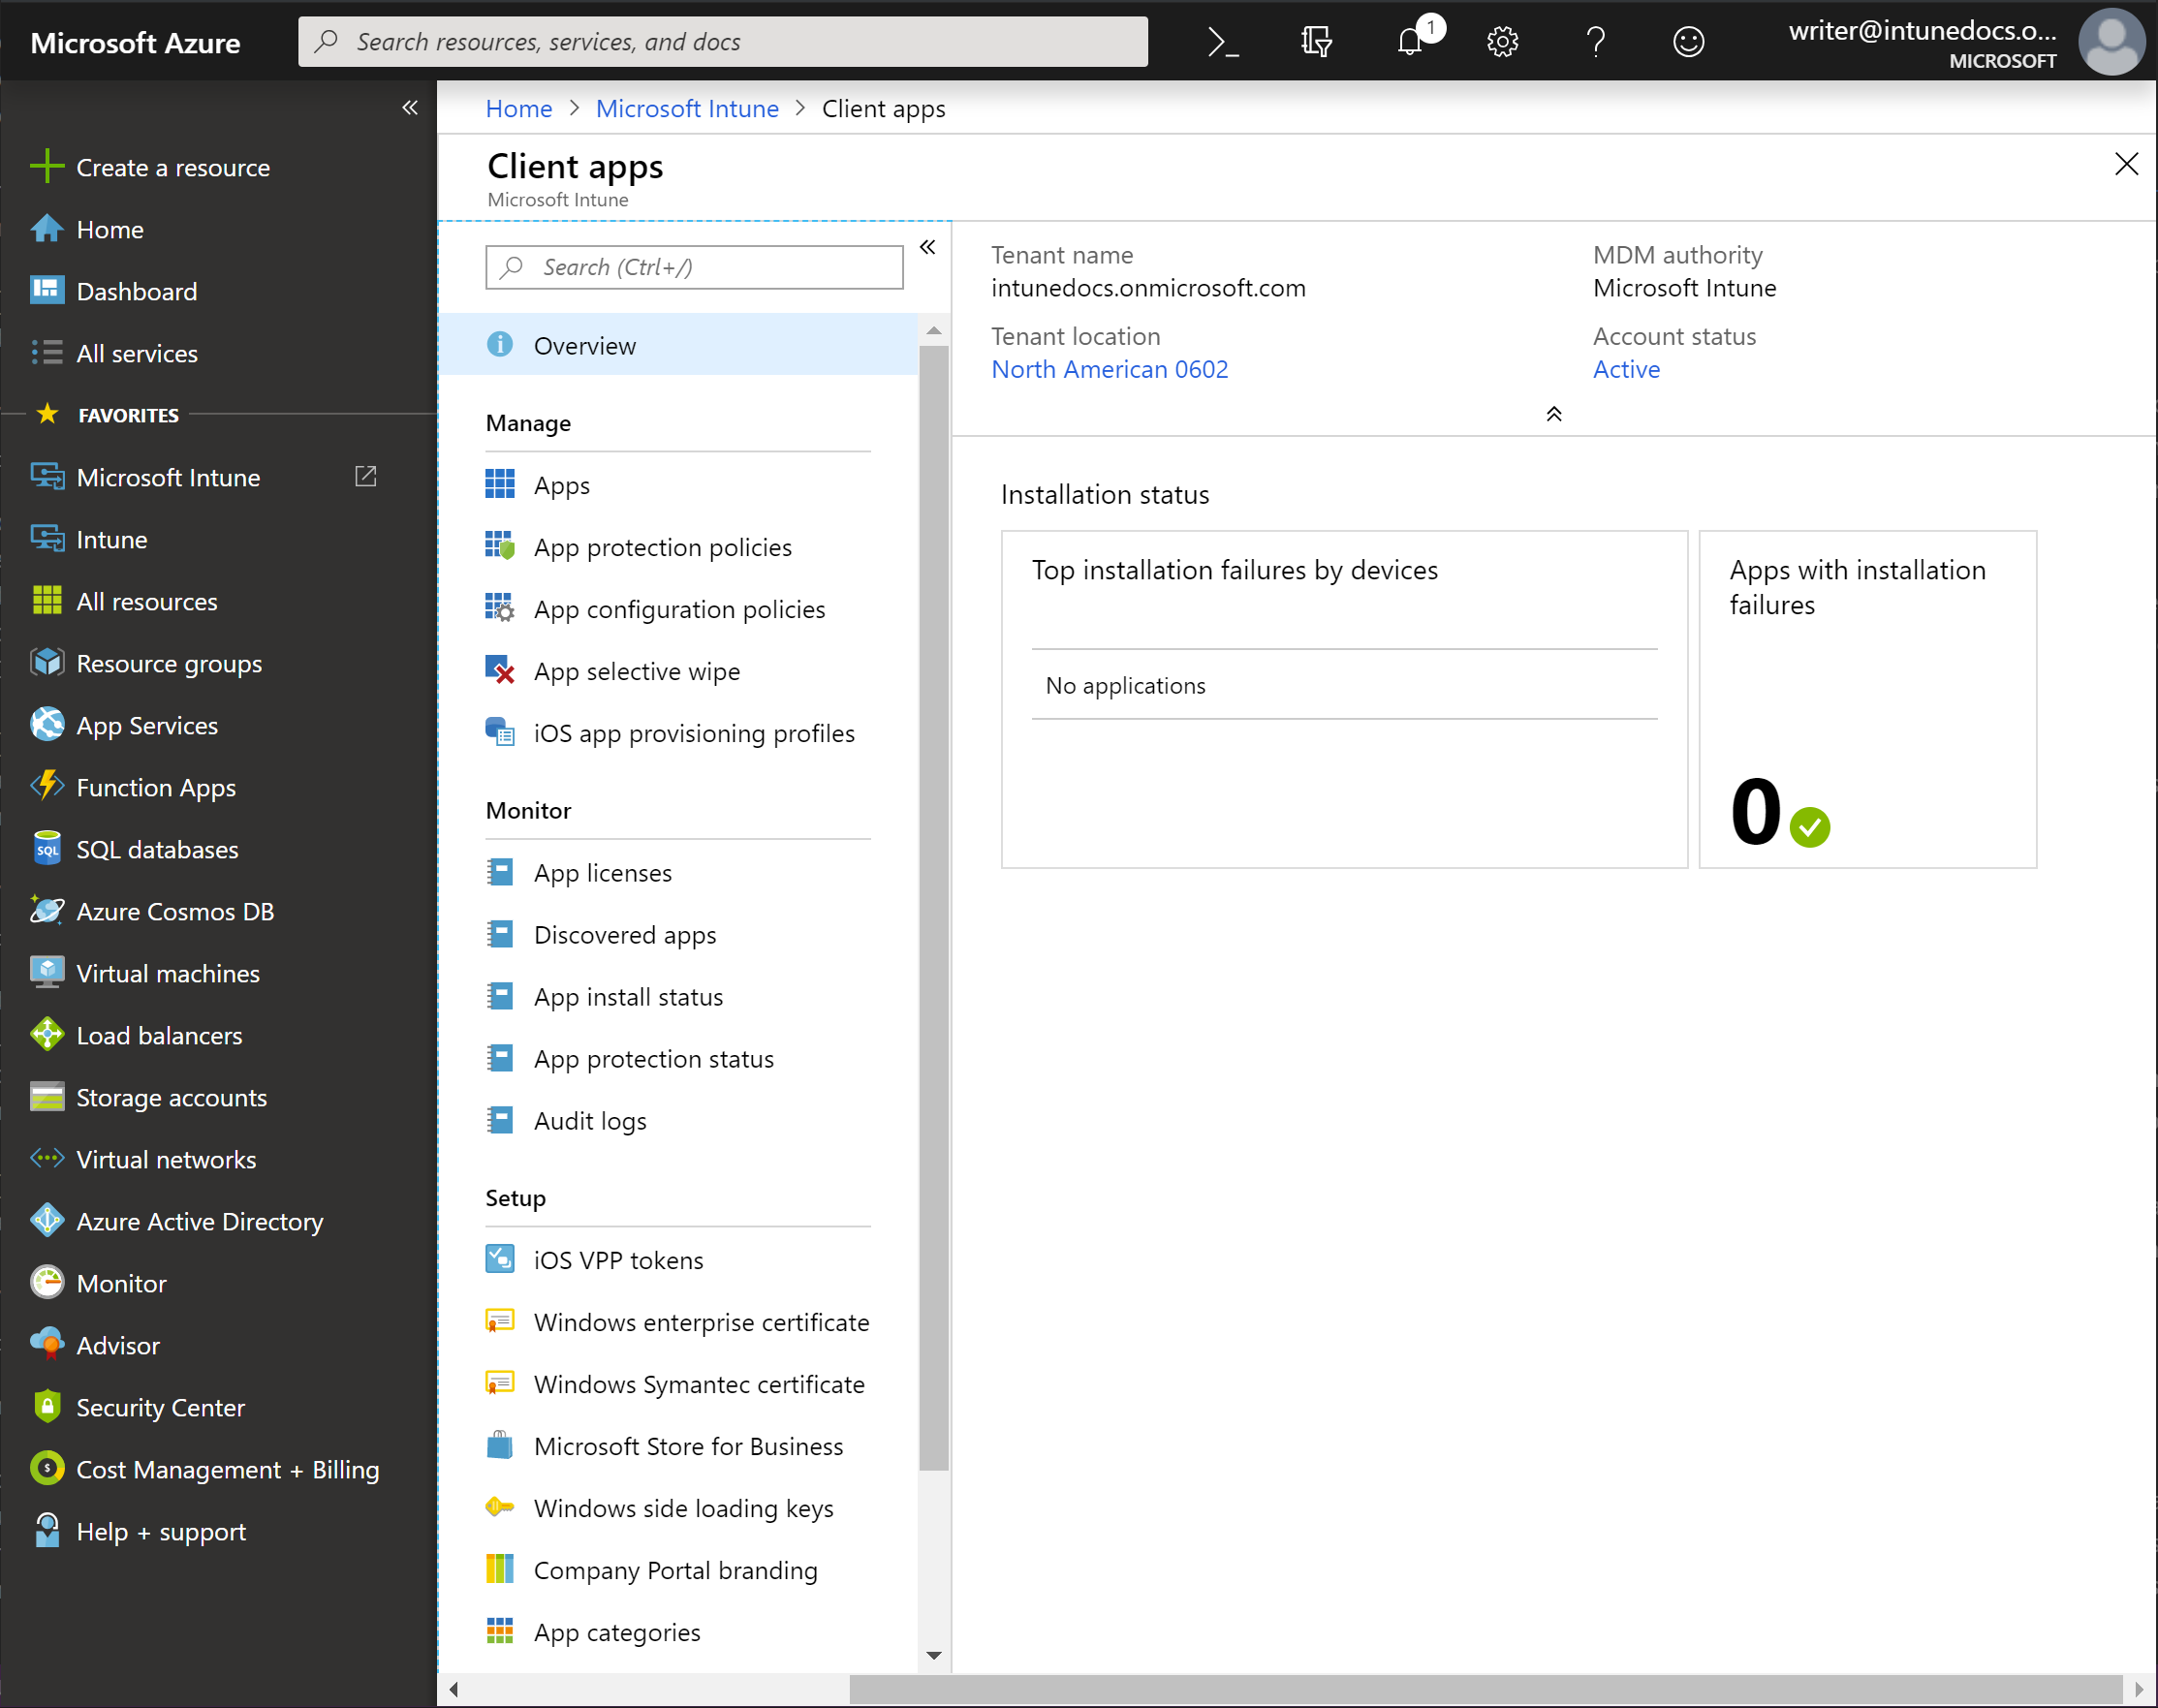 Microsoft Azure
Search resources, services, and docs
1
writer@intunedocs.o...
MICROSOFT
Create a resource
Home
Dashboard
All services
FAVORITES
Microsoft Intune
Intune
All resources
Resource groups
App Services
Function Apps
SQL
SQL databases
Azure Cosmos DB
Virtual machines
Load balancers
Storage accounts
Virtual networks
Azure Active Directory
Monitor
Advisor
Security Center
Cost Management + Billing
Help + support
Home > Microsoft Intune > Client apps
Client apps
Microsoft Intune
Search (Ctrl+/)
Overview
Manage
Apps
App protection policies
App configuration policies
App selective wipe
iOS app provisioning profiles
Monitor
App licenses
Discovered apps
App install status
App protection status
Audit logs
Setup
iOS VPP tokens
Windows enterprise certificate
Windows Symantec certificate
Microsoft Store for Business
Windows side loading keys
Company Portal branding
App categories
Tenant name
intunedocs.onmicrosoft.com
Tenant location
North American 0602
MDM authority
Microsoft Intune
Account status
Active
Installation status
Top installation failures by devices
No applications
Apps with installation
failures
0